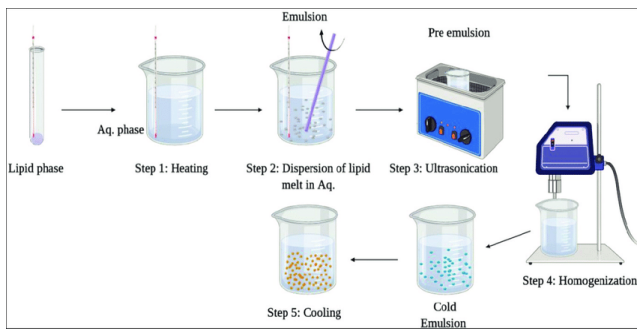 Emulsion
Pre emulsion
Aq. phase
Lipid phase
Step 1: Heating
Step 2: Dispersion of lipid
melt in Aq.
Step 3: Ultrasonication
Step 4: Homogenization
Step 5: Cooling
Cold
Emulsion